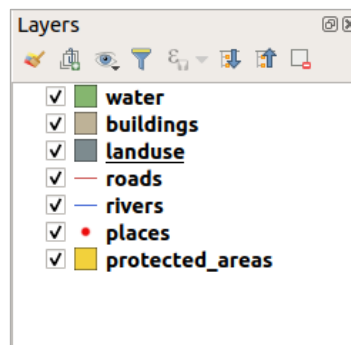 Layers
water
buildings
landuse
roads
rivers
places
protected_areas